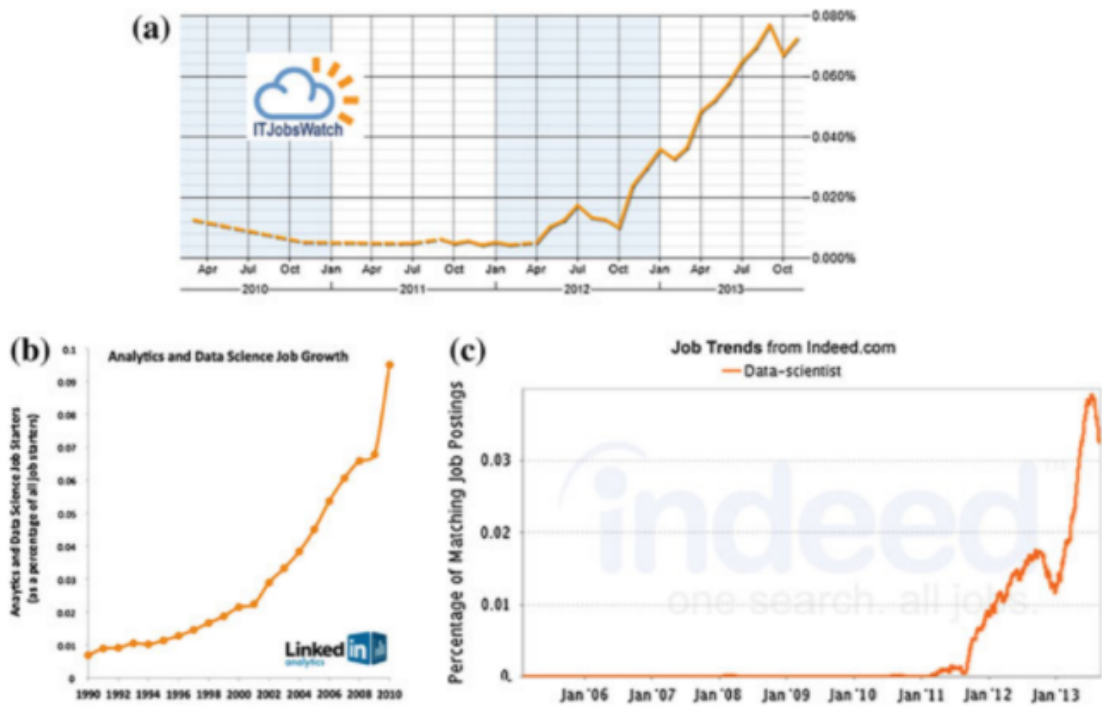 (a)
ITJobsWatch
0.080%
0.060%
0.040%
0.020%
0.000%
Apr Jul Oct Jan Apr Jul Oct Jan Apr Jul Oct Jan Apr Jul Oct
2010 2011 2012 2013
(b)
Analytics and Data Science Job Growth
Anaytics and Data Science Job Starters
(as a percentage of all job starters)
0.1
0.09
0.08
0.07
0.06
0.05
0.04
0.03
0.02
0.01
0
1990 1992 1994 1996 1998 2000 2002 2004 2006 2008 2010
Linked in
analytics
(c)
Job Trends from Indeed.com
Data-scientist
Percentage of Matching Job Postings
0.03
0.02
0.01
0.
indeed™
one search. all jobs.
Jan '06 Jan '07 Jan '08 Jan '09 Jan '10 Jan '11 Jan '12 Jan '13